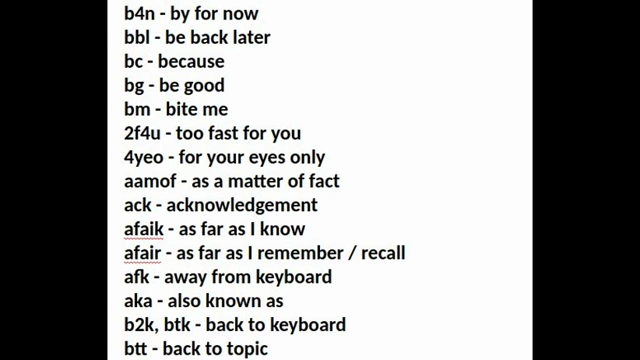 b4n - by for now
bbl - be back later
bc - because
bg - be good
bm - bite me
2f4u - too fast for you
4yeo - for your eyes only
aamof - as a matter of fact
ack - acknowledgement
afaik - as far as I know
afair - as far as I remember / recall
afk - away from keyboard
aka - also known as
b2k, btk - back to keyboard
btt - back to topic